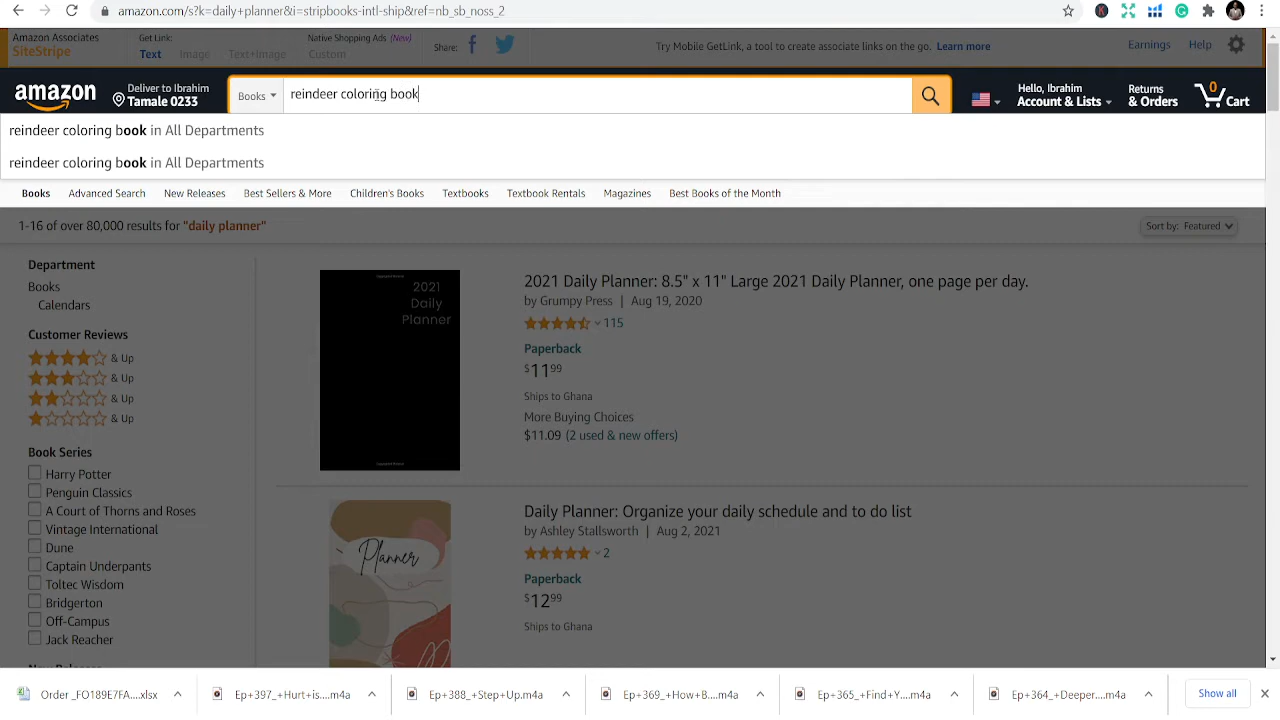 amazon.com/s?k=daily+planner&i=stripbooks-intl-ship&ref=nb_sb_noss_2
Amazon Associates
SiteStripe
Get Link:
Text Image Text+Image
Native Shopping Ads (New)
Custom
Share:
Try Mobile GetLink, a tool to create associate links on the go. Learn more
Earnings Help
amazon
Deliver to Ibrahim
Tamale 0233
Books
reindeer coloring book
Hello, Ibrahim
Account & Lists
Returns
& Orders
0
Cart
reindeer coloring book in All Departments
reindeer coloring book in All Departments
Books Advanced Search New Releases Best Sellers & More Children's Books Textbooks Textbook Rentals Magazines Best Books of the Month
1-16 of over 80,000 results for "daily planner"
Sort by: Featured
Department
Books
Calendars
Customer Reviews
& Up
& Up
& Up
& Up
Book Series
Harry Potter
Penguin Classics
A Court of Thorns and Roses
Vintage International
Dune
Captain Underpants
Toltec Wisdom
Bridgerton
Off-Campus
Jack Reacher
2021
Daily
Planner
2021 Daily Planner: 8.5" x 11" Large 2021 Daily Planner, one page per day.
by Grumpy Press | Aug 19, 2020
115
Paperback
$11.99
Ships to Ghana
More Buying Choices
$11.09 (2 used & new offers)
Planner
Daily Planner: Organize your daily schedule and to do list
by Ashley Stallsworth | Aug 2, 2021
2
Paperback
$12.99
Ships to Ghana
Order _FO189E7FA....xlsx
Ep+397_+Hurt+is....m4a
Ep+388_+Step+Up.m4a
Ep+369_+How+B....m4a
Ep+365_+Find+Y....m4a
Ep+364_+Deeper....m4a
Show all